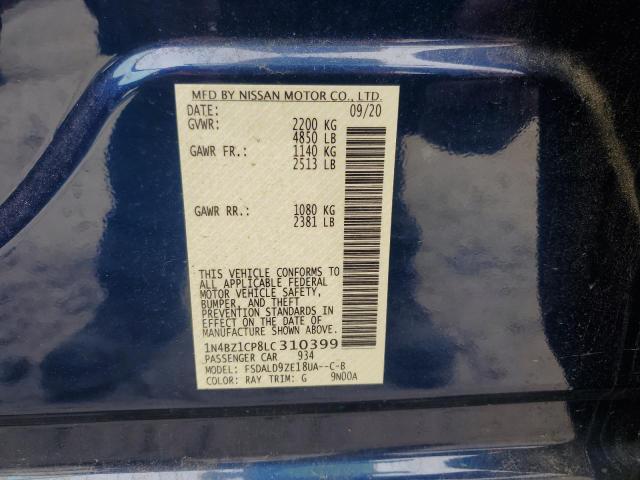 MFD BY NISSAN MOTOR CO., LTD.
DATE: 09/20
GVWR: 2200 KG
4850 LB
GAWR FR.: 1140 KG
2513 LB
GAWR RR.: 1080 KG
2381 LB
THIS VEHICLE CONFORMS TO
ALL APPLICABLE FEDERAL
MOTOR VEHICLE SAFETY,
BUMPER, AND THEFT
PREVENTION STANDARDS
IN EFFECT ON THE DATE OF
MANUFACTURE SHOWN ABOVE.
1N4BZ1CP8LC310399
PASSENGER CAR 934
MODEL: FSDALD9ZE18UA--C-B
COLOR: RAY TRIM: G 9N00A